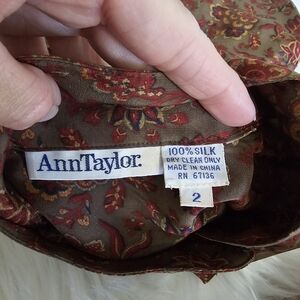 AnnTaylor.
100% SILK
DRY CLEAN ONLY
MADE IN CHINA
RN 67136
2